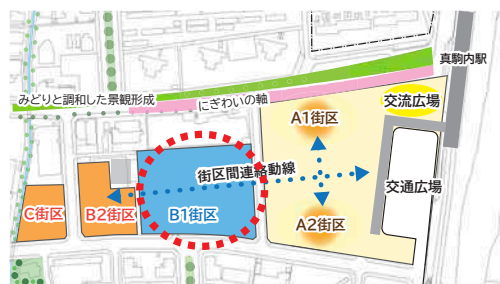 真駒内駅
みどりと調和した景観形成
にぎわいの軸
交流広場
A1街区
街区間連絡動線
交通広場
C街区
B2街区
B1街区
A2街区